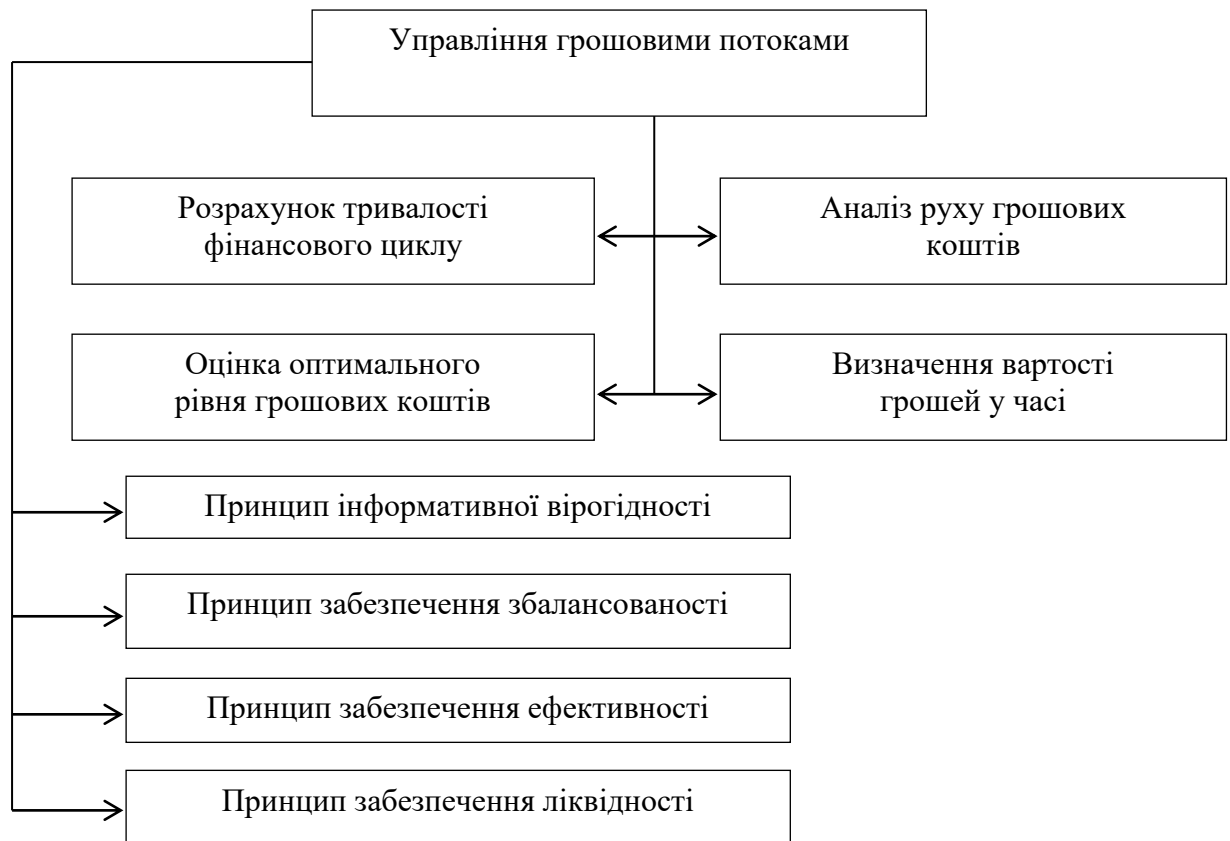 Управління грошовими потоками
Розрахунок тривалості
фінансового циклу
Аналіз руху грошових
коштів
Оцінка оптимального
рівня грошових коштів
Визначення вартості
грошей у часі
Принцип інформативної вірогідності
Принцип забезпечення збалансованості
Принцип забезпечення ефективності
Принцип забезпечення ліквідності